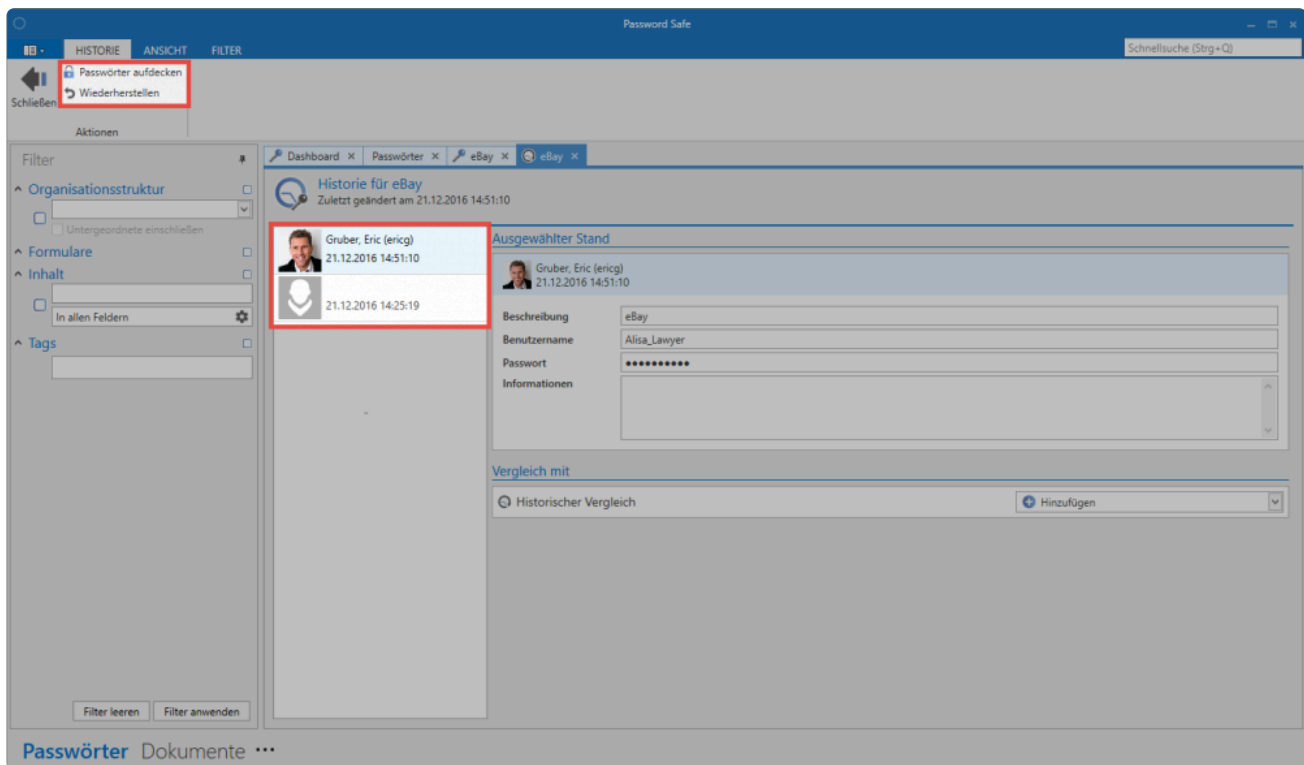 Password Safe
HISTORIE ANSICHT FILTER
Schnellsuche (Strg+Q)
Passwörter aufdecken
Wiederherstellen
Schließen
Aktionen
Filter
Organisationsstruktur
Untergeordnete einschließen
Formulare
Inhalt
In allen Feldern
Tags
Filter leeren Filter anwenden
Dashboard × Passwörter × eBay × eBay ×
Historie für eBay
Zuletzt geändert am 21.12.2016 14:51:10
Gruber, Eric (ericg)
21.12.2016 14:51:10
21.12.2016 14:25:19
Ausgewählter Stand
Gruber, Eric (ericg)
21.12.2016 14:51:10
Beschreibung eBay
Benutzername Alisa_Lawyer
Passwort ••••••••••
Informationen
Vergleich mit
Historischer Vergleich Hinzufügen
Passwörter Dokumente •••